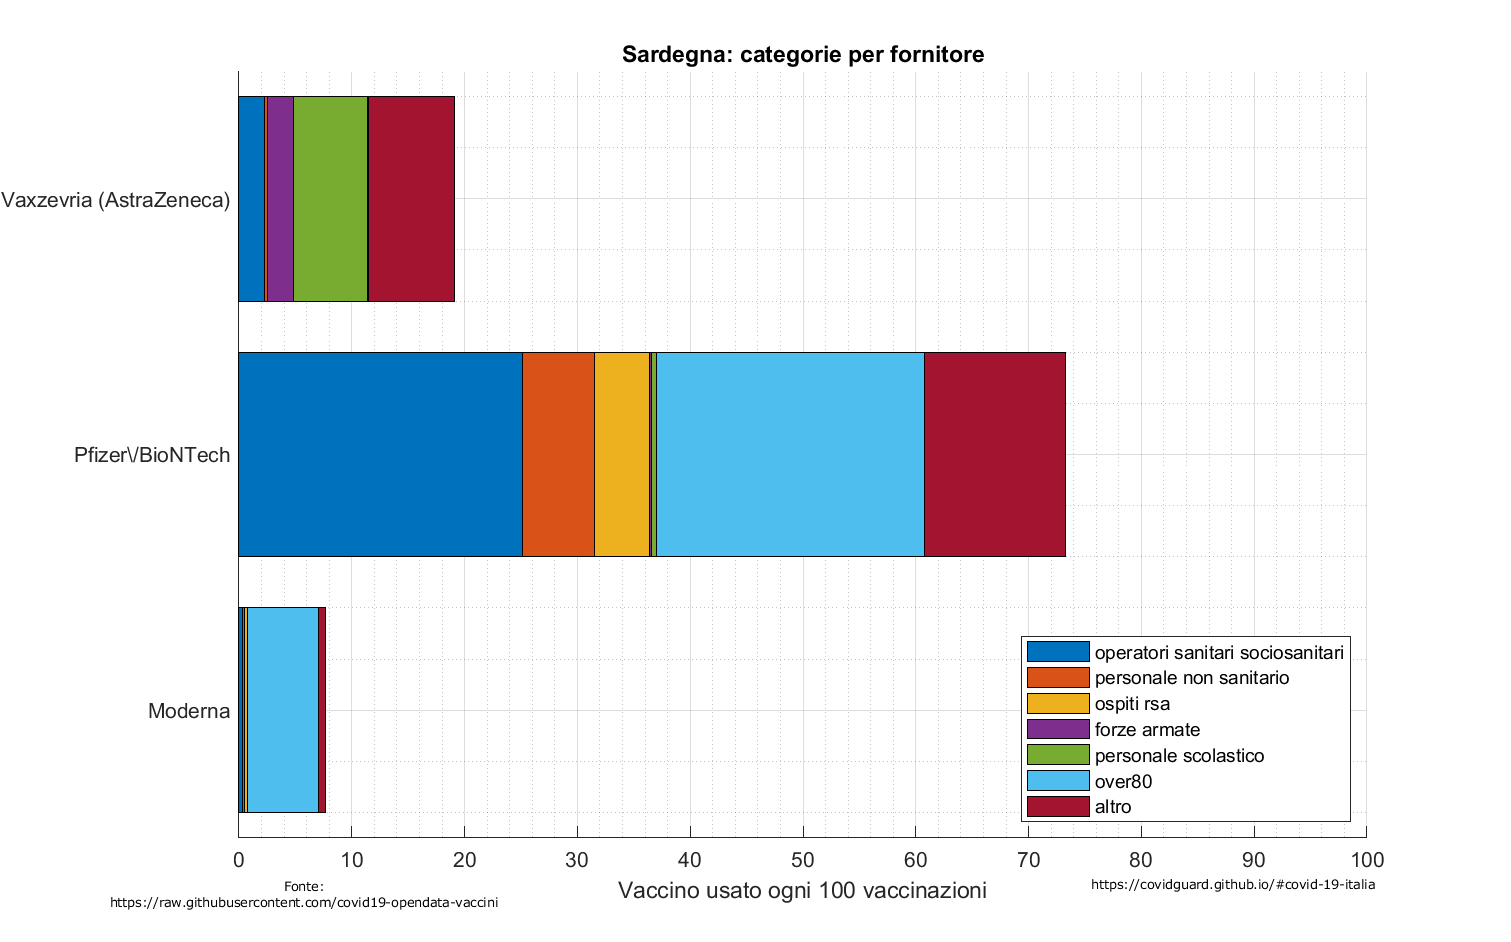 Sardegna: categorie per fornitore
Vaxzevria (AstraZeneca)
Pfizer\/BioNTech
Moderna
operatori sanitari sociosanitari
personale non sanitario
ospiti rsa
forze armate
personale scolastico
over80
altro
0 10 20 30 40 50 60 70 80 90 100
Vaccino usato ogni 100 vaccinazioni
Fonte:
https://raw.githubusercontent.com/covid19-opendata-vaccini
https://covidguard.github.io/#covid-19-italia